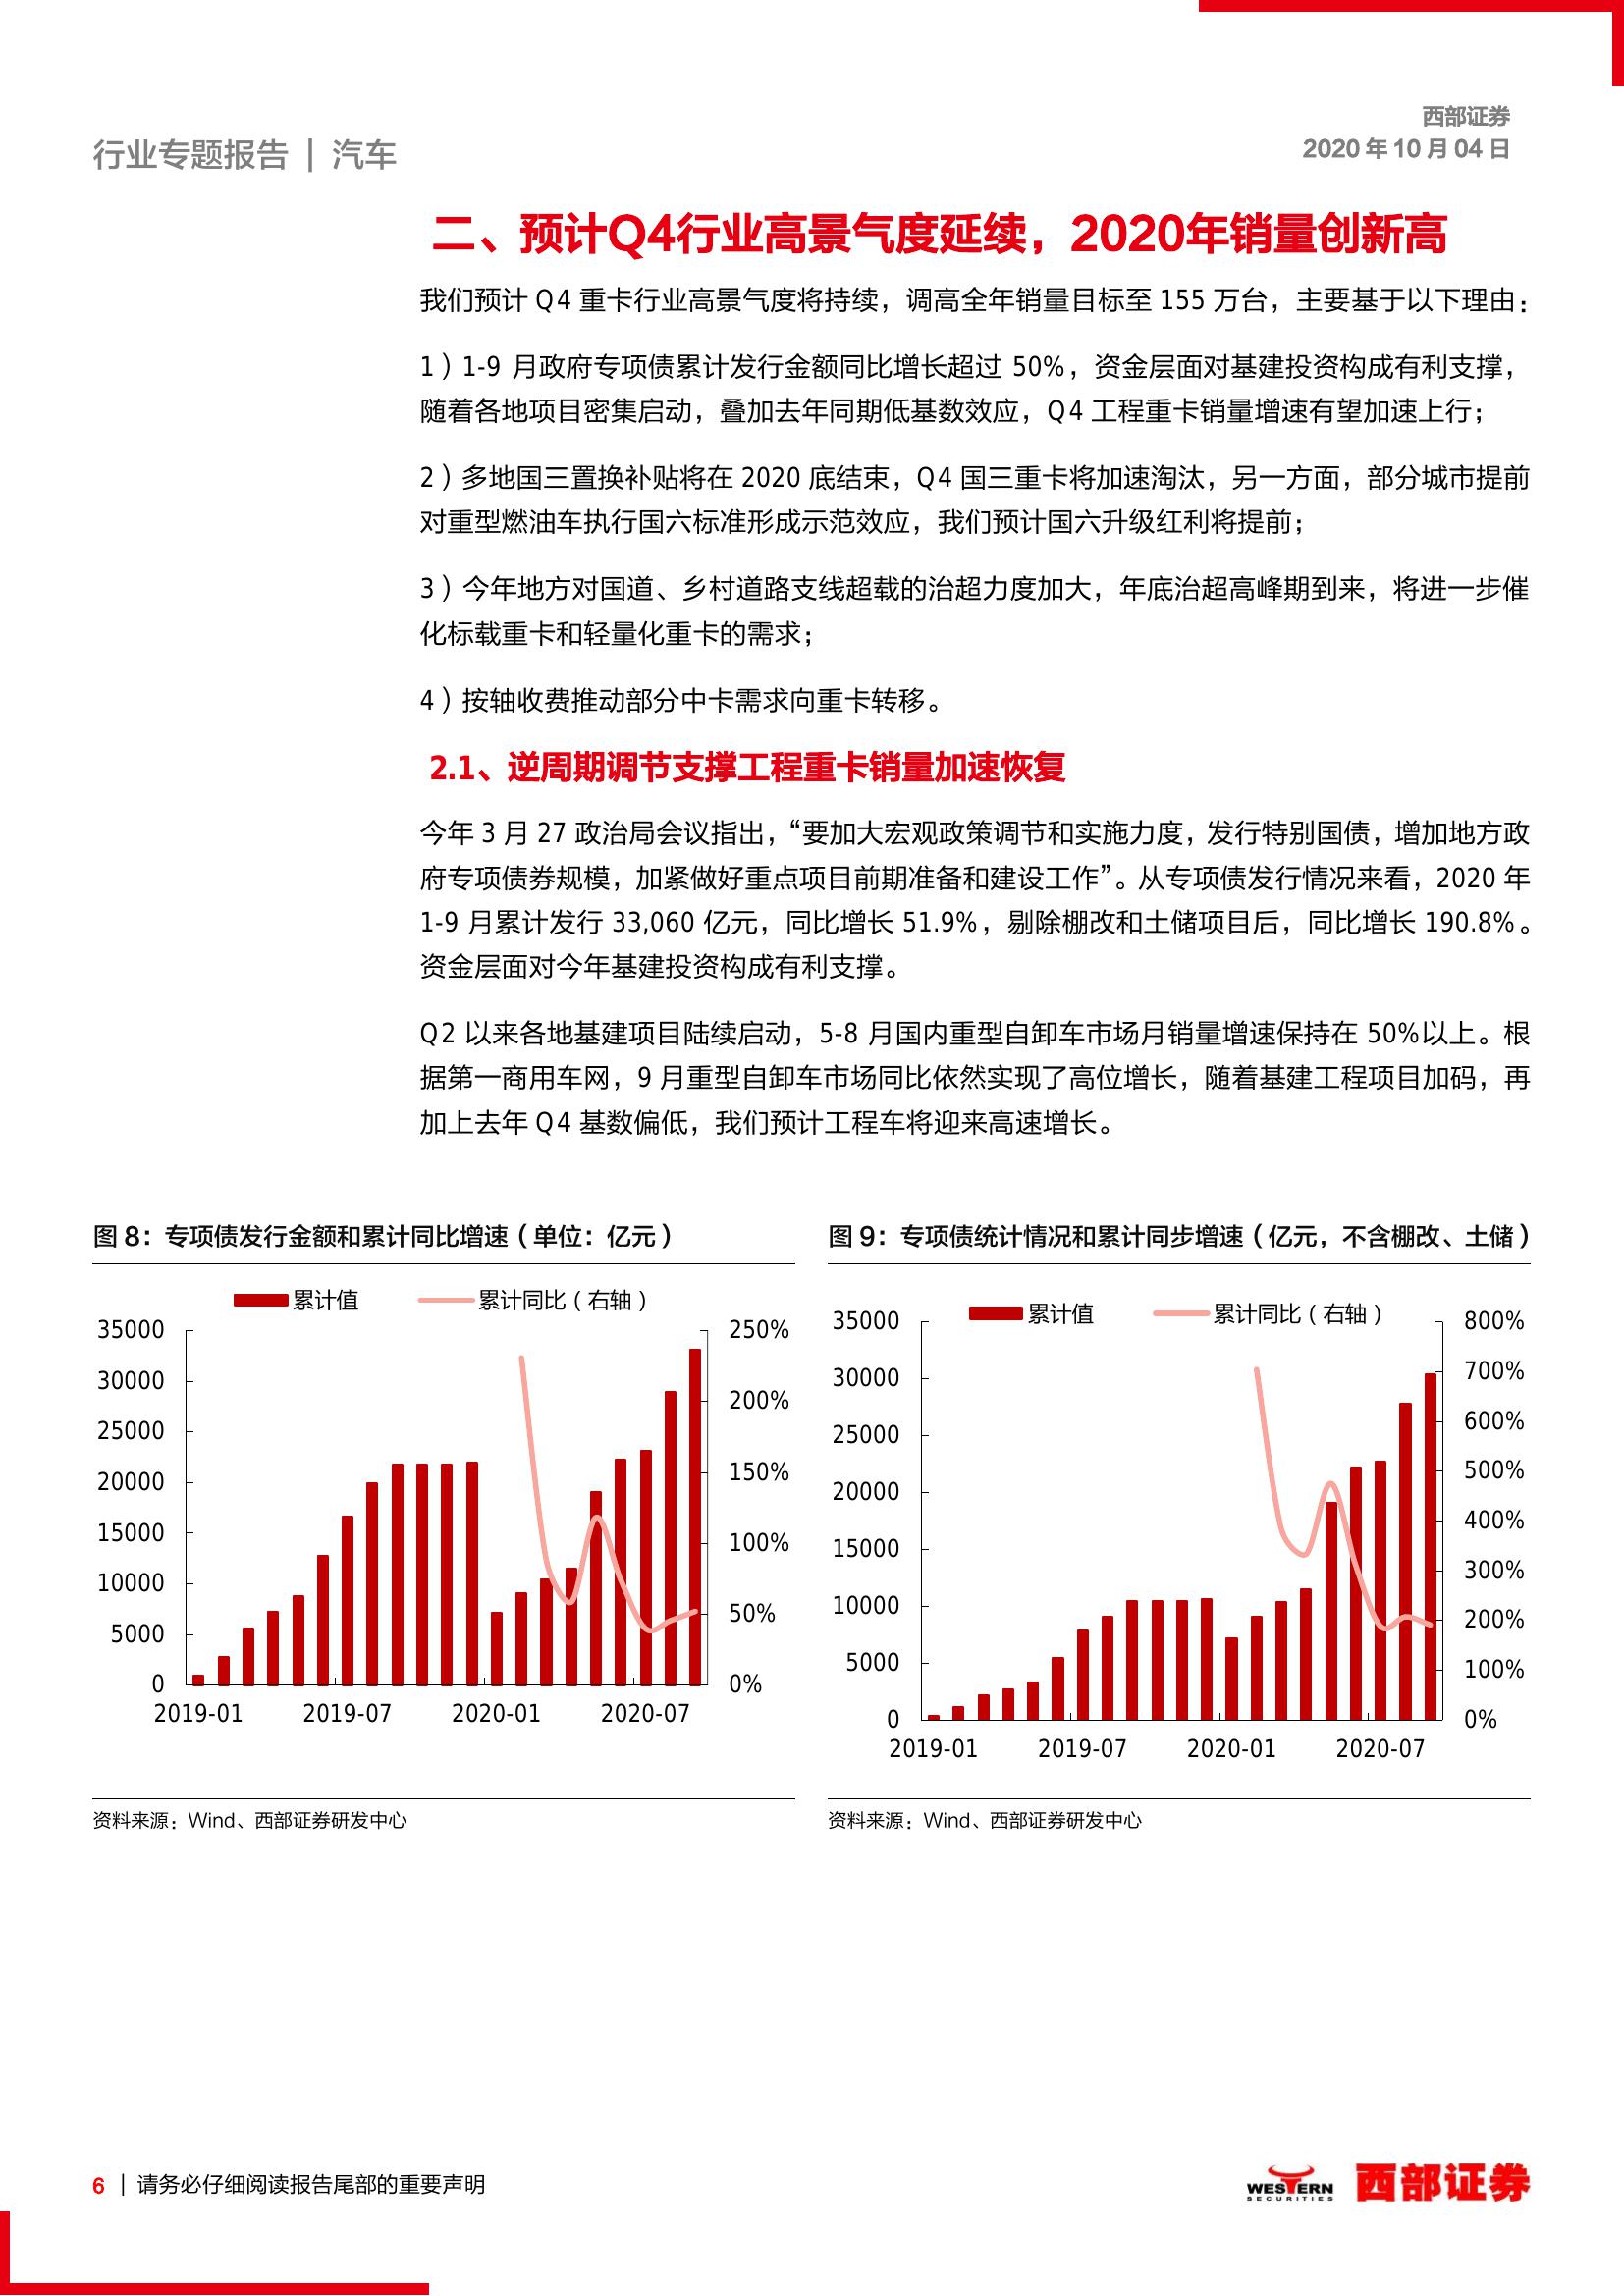 西部证券
行业专题报告 | 汽车
2020 年 10 月 04 日
二、预计Q4行业高景气度延续，2020年销量创新高
我们预计 Q4 重卡行业高景气度将持续，调高全年销量目标至 155 万台，主要基于以下理由：
1）1-9 月政府专项债累计发行金额同比增长超过 50%，资金层面对基建投资构成有利支撑，
随着各地项目密集启动，叠加去年同期低基数效应，Q4 工程重卡销量增速有望加速上行；
2）多地国三置换补贴将在 2020 底结束，Q4 国三重卡将加速淘汰，另一方面，部分城市提前
对重型燃油车执行国六标准形成示范效应，我们预计国六升级红利将提前；
3）今年地方对国道、乡村道路支线超载的治超力度加大，年底治超高峰期到来，将进一步催
化标载重卡和轻量化重卡的需求；
4）按轴收费推动部分中卡需求向重卡转移。
2.1、逆周期调节支撑工程重卡销量加速恢复
今年 3 月 27 政治局会议指出，“要加大宏观政策调节和实施力度，发行特别国债，增加地方政
府专项债券规模，加紧做好重点项目前期准备和建设工作”。从专项债发行情况来看，2020 年
1-9 月累计发行 33,060 亿元，同比增长 51.9%，剔除棚改和土储项目后，同比增长 190.8%。
资金层面对今年基建投资构成有利支撑。
Q2 以来各地基建项目陆续启动，5-8 月国内重型自卸车市场月销量增速保持在 50%以上。根
据第一商用车网，9 月重型自卸车市场同比依然实现了高位增长，随着基建工程项目加码，再
加上去年 Q4 基数偏低，我们预计工程车将迎来高速增长。
图 8：专项债发行金额和累计同比增速（单位：亿元）
累计值 累计同比（右轴）
35000 250%
30000
200%
25000
20000 150%
15000
100%
10000
50%
5000
0 0%
2019-01 2019-07 2020-01 2020-07
资料来源：Wind、西部证券研发中心
图 9：专项债统计情况和累计同步增速（亿元，不含棚改、土储）
累计值 累计同比（右轴）
35000 800%
700%
30000
600%
25000
500%
20000
400%
15000
300%
10000
200%
5000
100%
0 0%
2019-01 2019-07 2020-01 2020-07
资料来源：Wind、西部证券研发中心
6 | 请务必仔细阅读报告尾部的重要声明
WESTERN
SECURITIES
西部证券